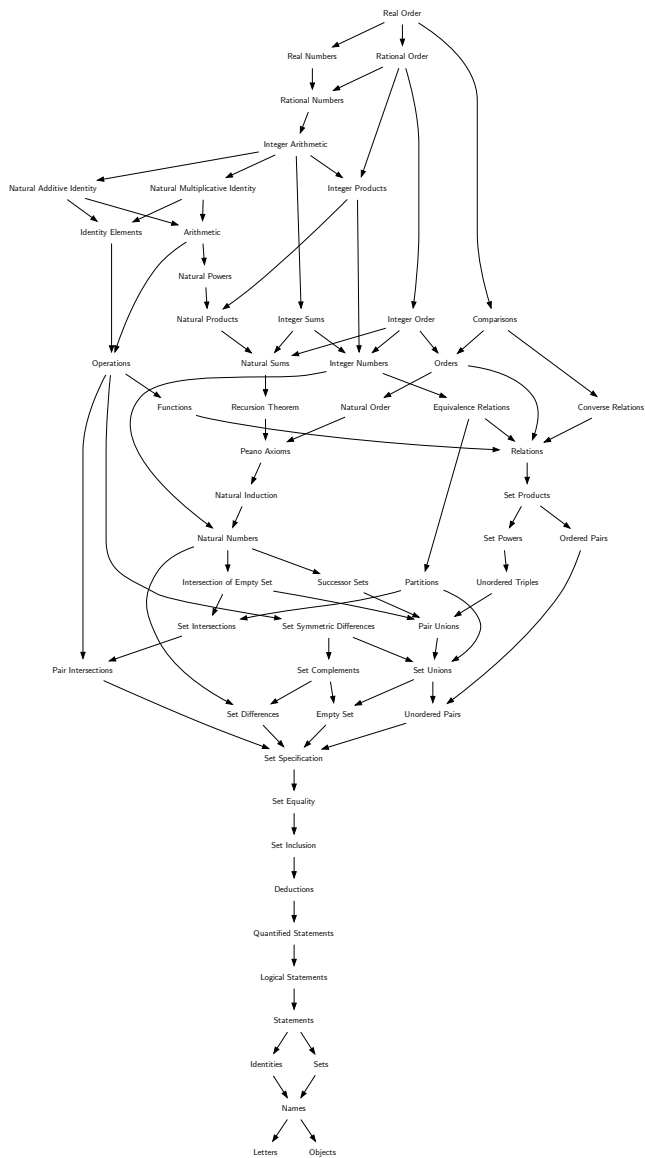 Real Order
Real Numbers
Rational Order
Rational Numbers
Integer Arithmetic
Natural Additive Identity
Natural Multiplicative Identity
Integer Products
Identity Elements
Arithmetic
Natural Powers
Natural Products
Integer Sums
Integer Order
Comparisons
Operations
Natural Sums
Integer Numbers
Orders
Functions
Recursion Theorem
Natural Order
Equivalence Relations
Converse Relations
Peano Axioms
Relations
Natural Induction
Set Products
Natural Numbers
Set Powers
Ordered Pairs
Intersection of Empty Set
Successor Sets
Partitions
Unordered Triples
Set Intersections
Set Symmetric Differences
Pair Unions
Pair Intersections
Set Complements
Set Unions
Set Differences
Empty Set
Unordered Pairs
Set Specification
Set Equality
Set Inclusion
Deductions
Quantified Statements
Logical Statements
Statements
Identities
Sets
Names
Letters
Objects